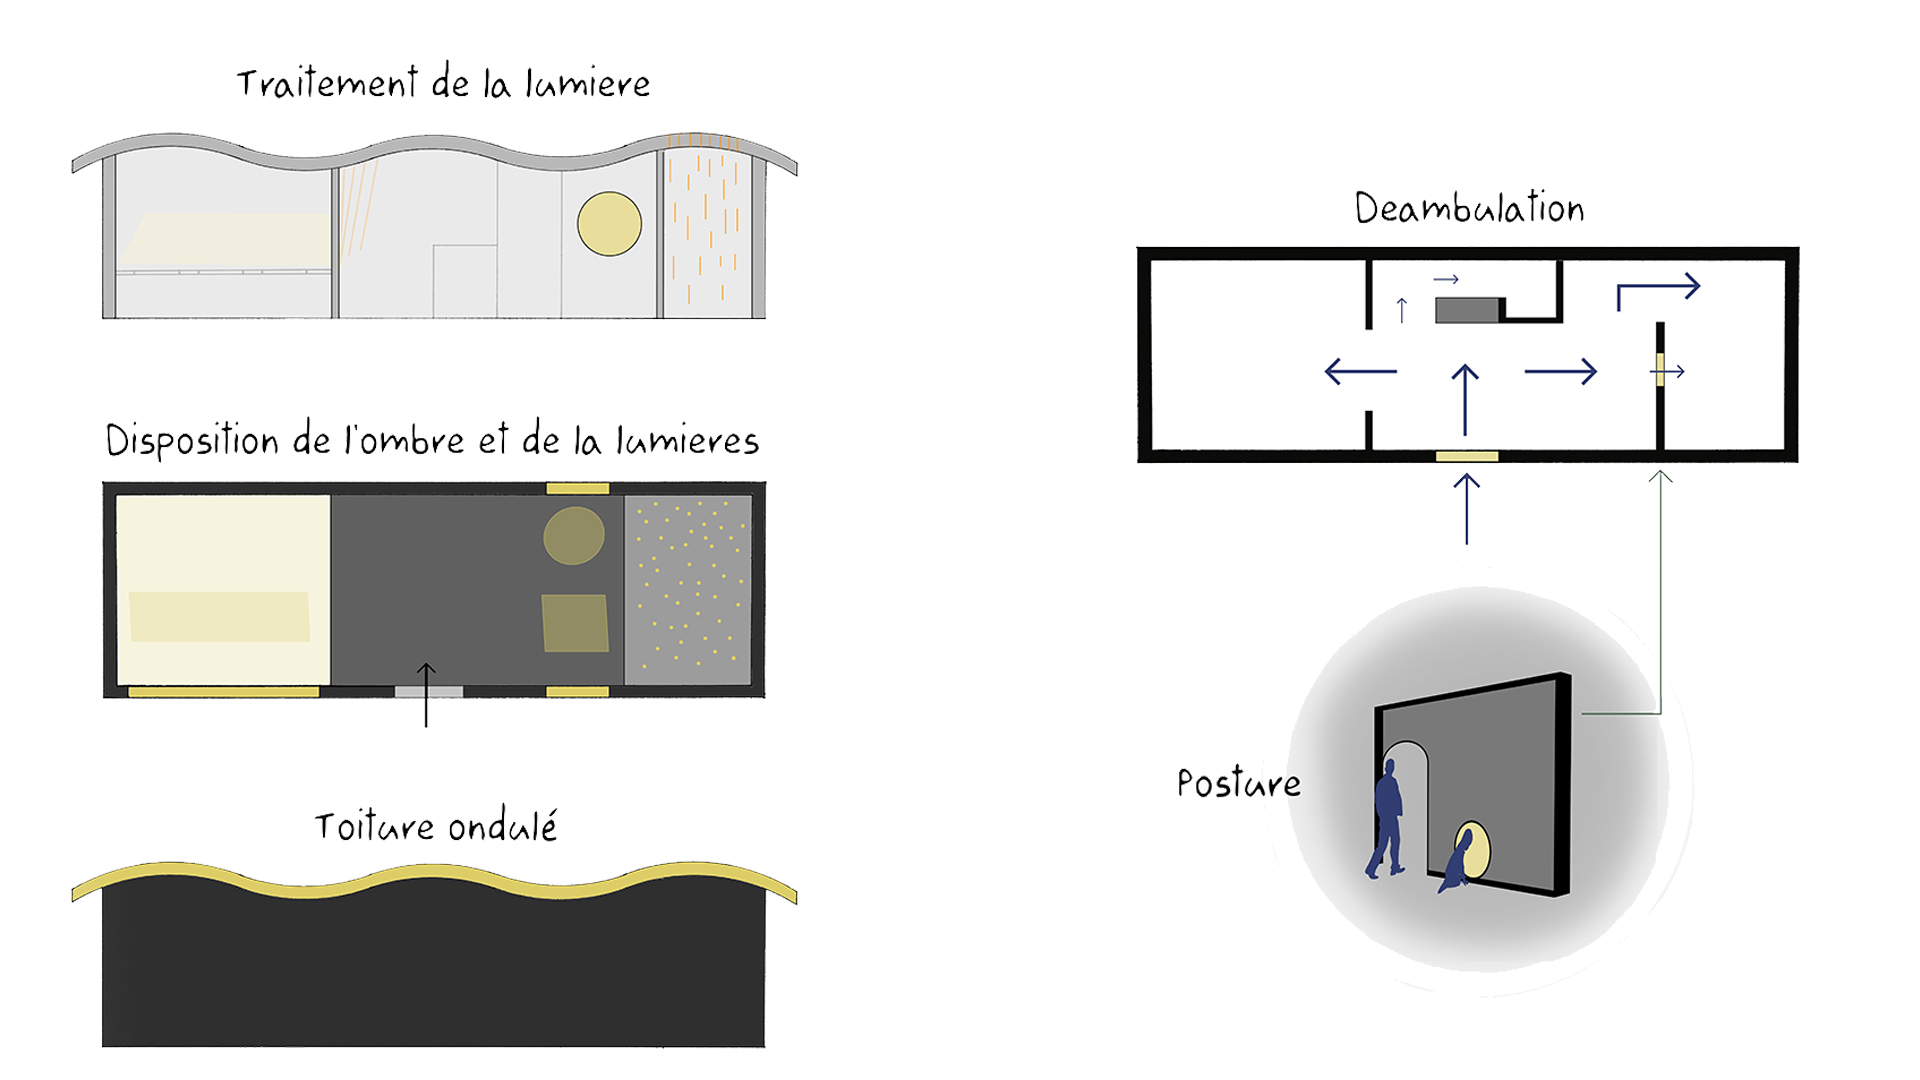 Traitement de la lumiere
Disposition de l'ombre et de la lumieres
Toiture ondulé
Deambulation
Posture